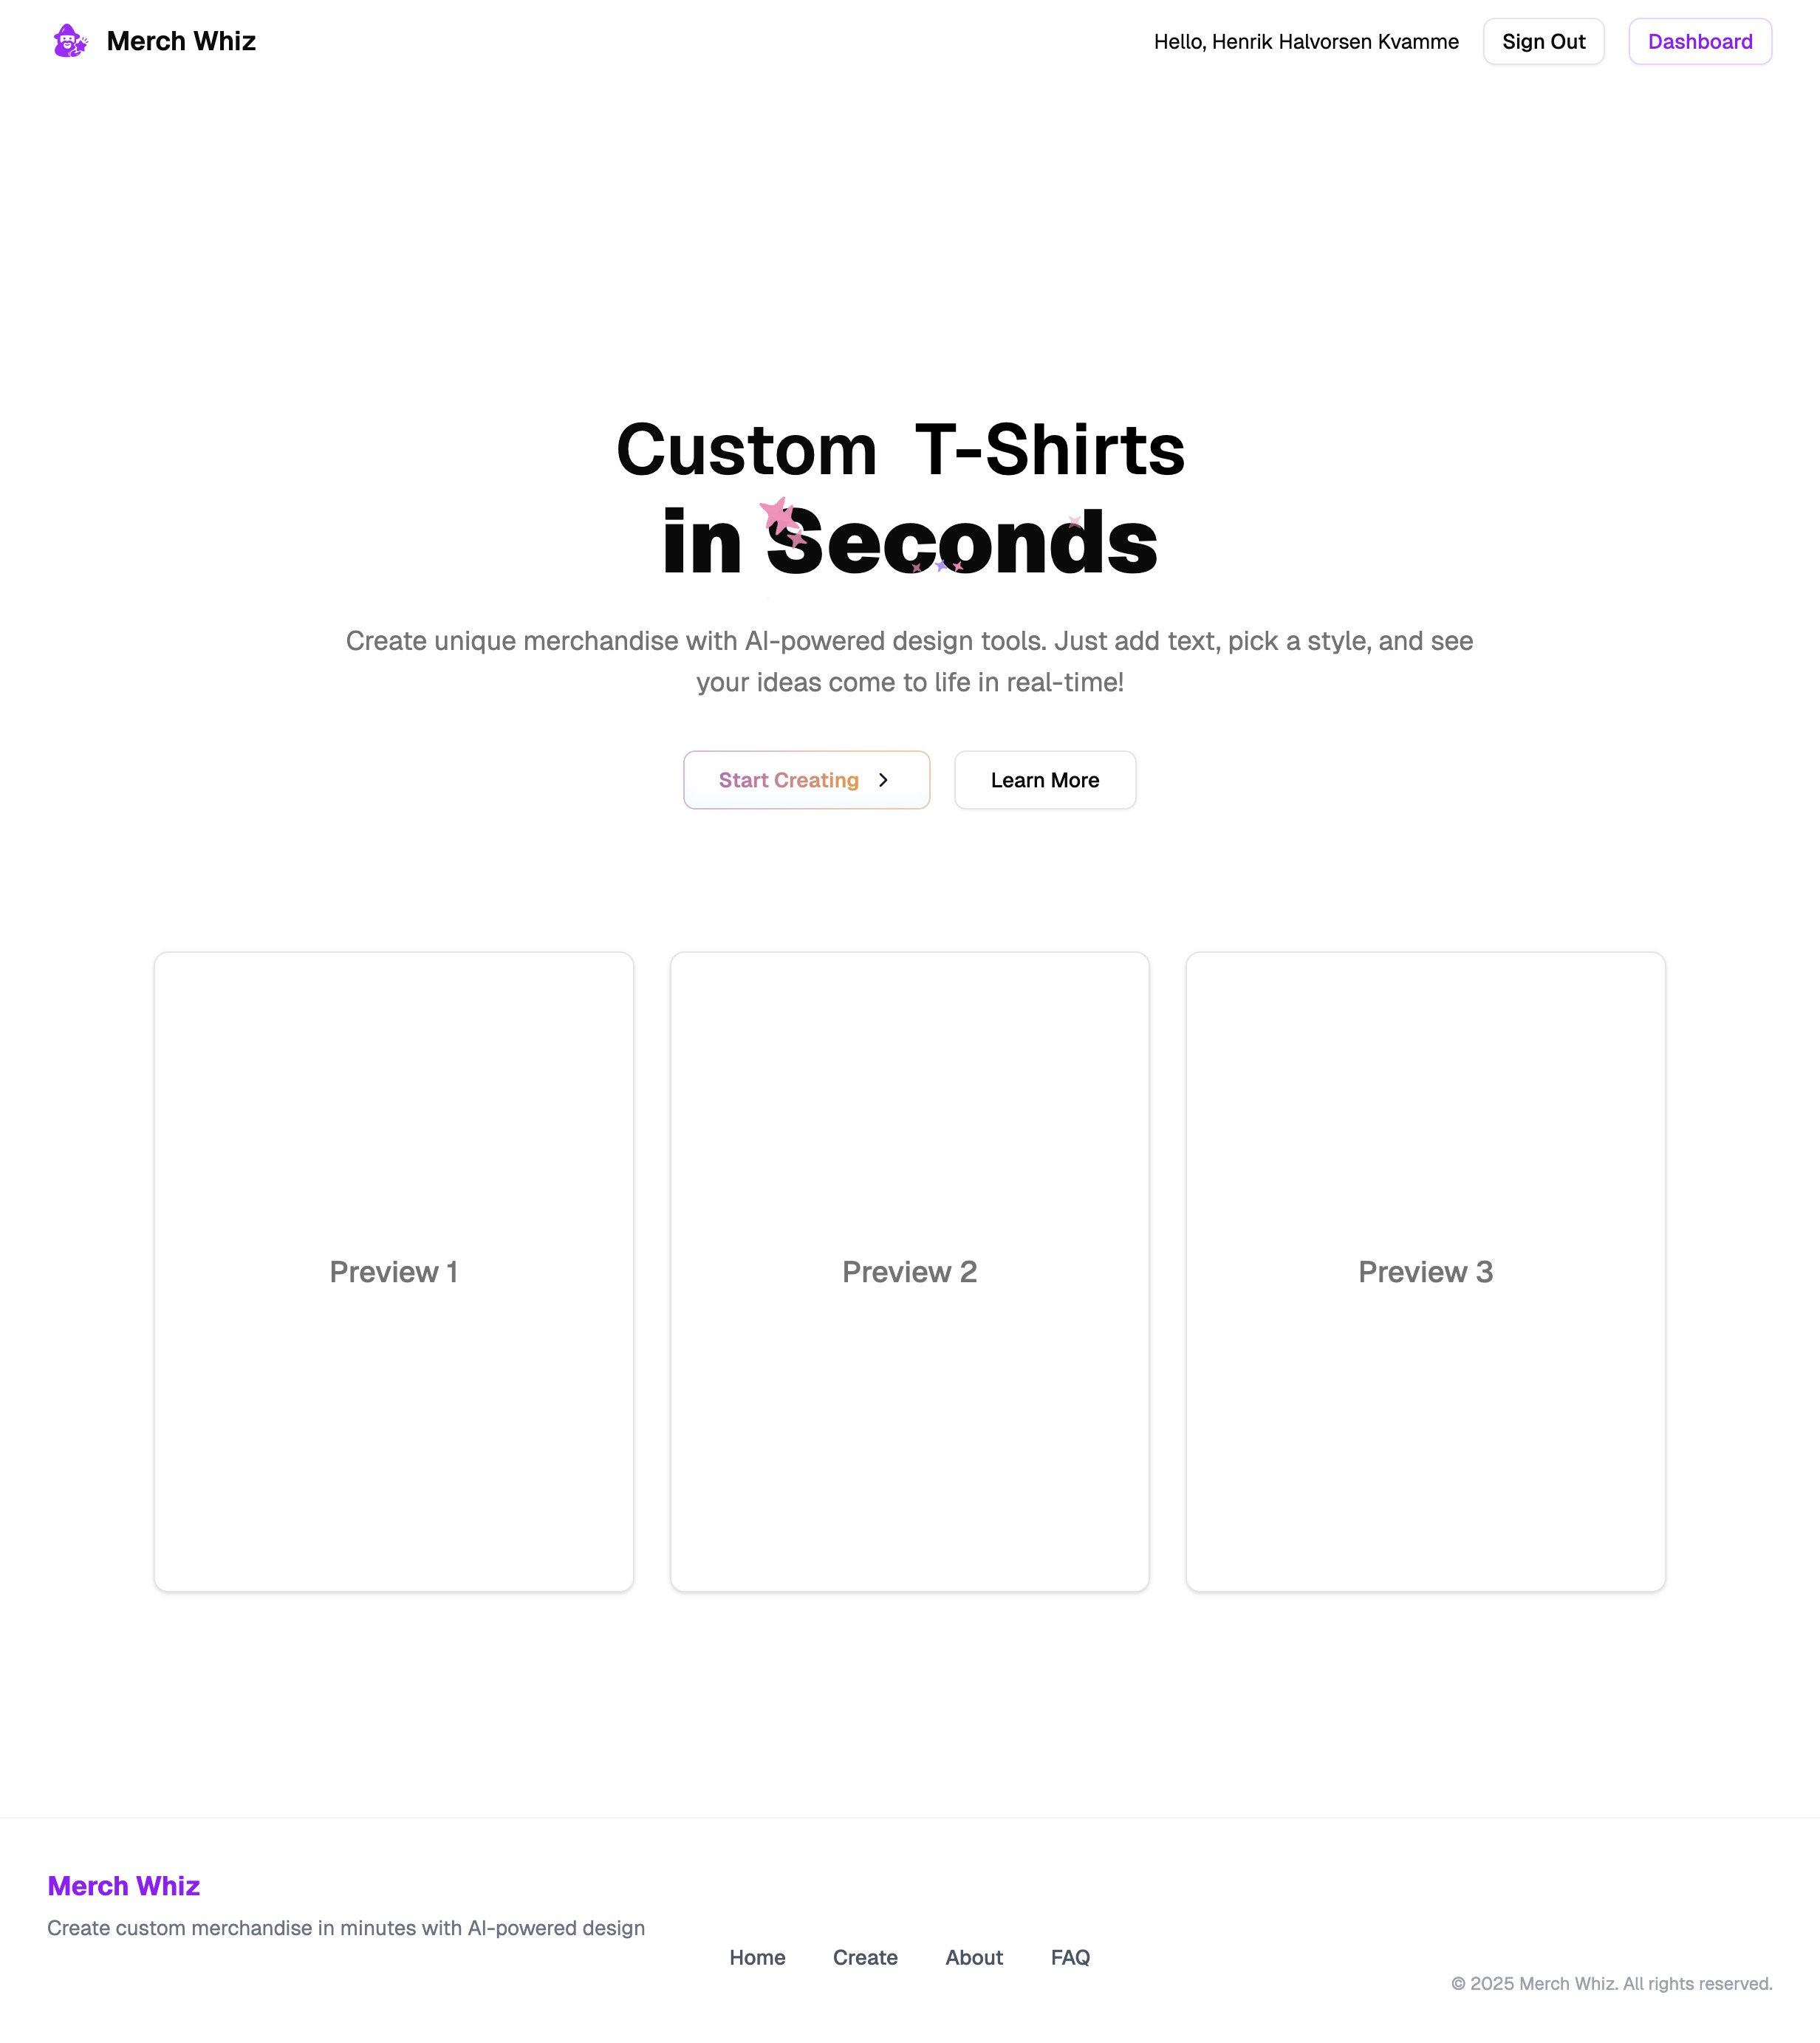 Merch Whiz
Hello, Henrik Halvorsen Kvamme
Sign Out
Dashboard
Custom T-Shirts
in Seconds
Create unique merchandise with AI-powered design tools. Just add text, pick a style, and see
your ideas come to life in real-time!
Start Creating
Learn More
Preview 1
Preview 2
Preview 3
Merch Whiz
Create custom merchandise in minutes with AI-powered design
Home
Create
About
FAQ
© 2025 Merch Whiz. All rights reserved.